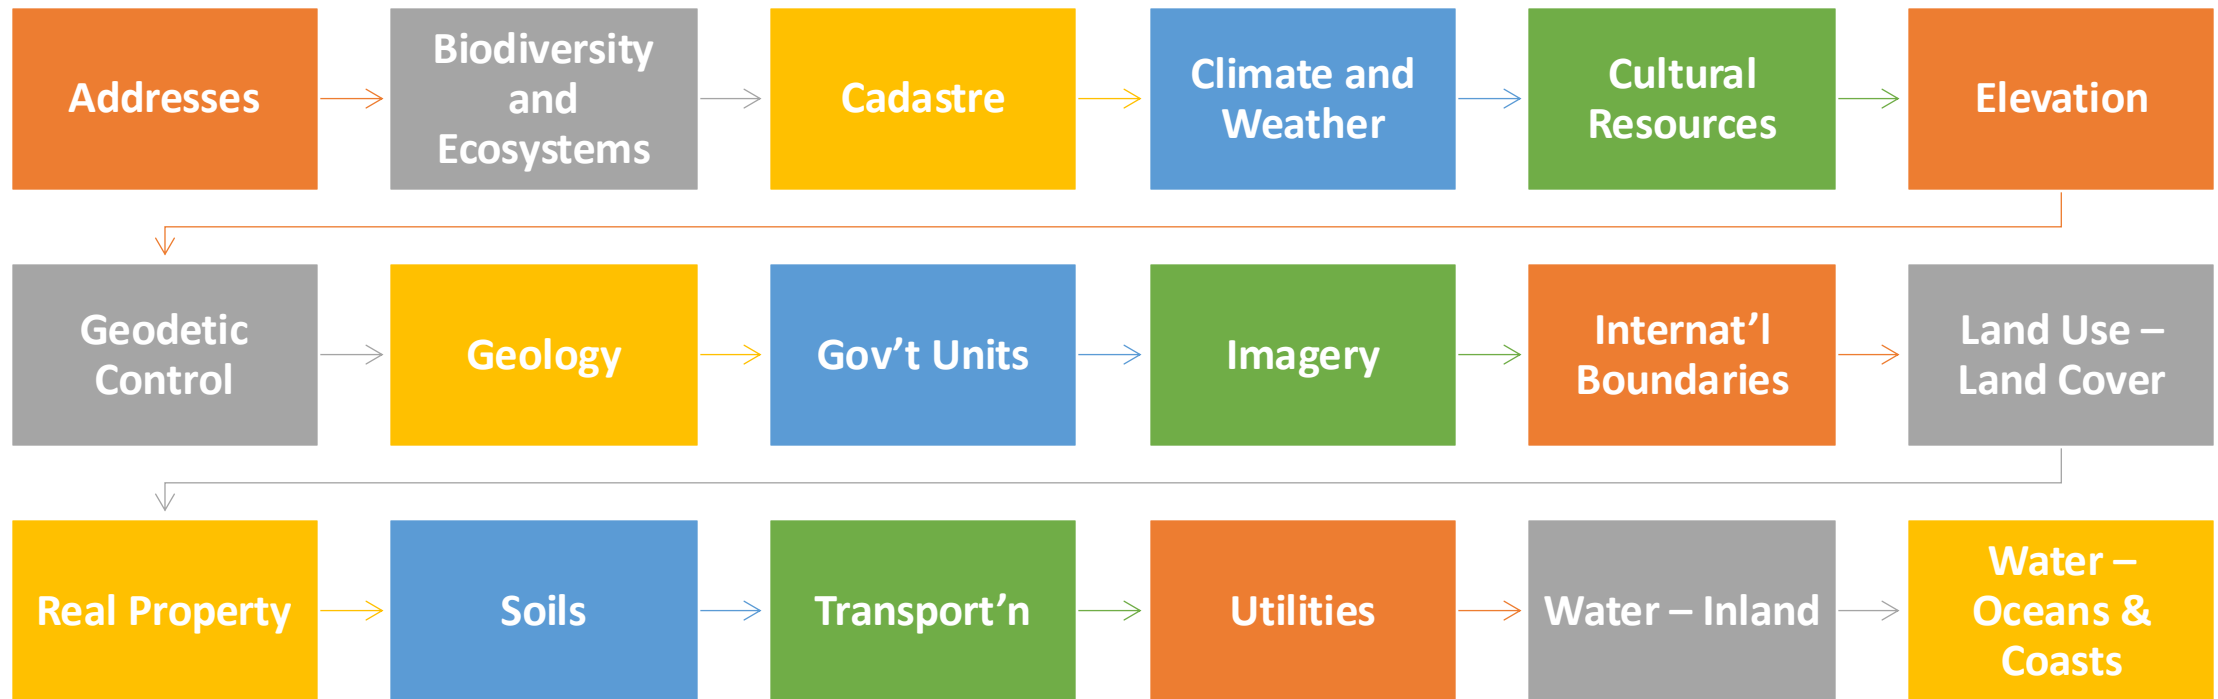 Addresses
Biodiversity
and
Ecosystems
Cadastre
Climate and
Weather
Cultural
Resources
Elevation
Geodetic
Control
Geology
Gov’t Units
Imagery
Internat’l
Boundaries
Land Use –
Land Cover
Real Property
Soils
Transport’n
Utilities
Water – Inland
Water –
Oceans &
Coasts